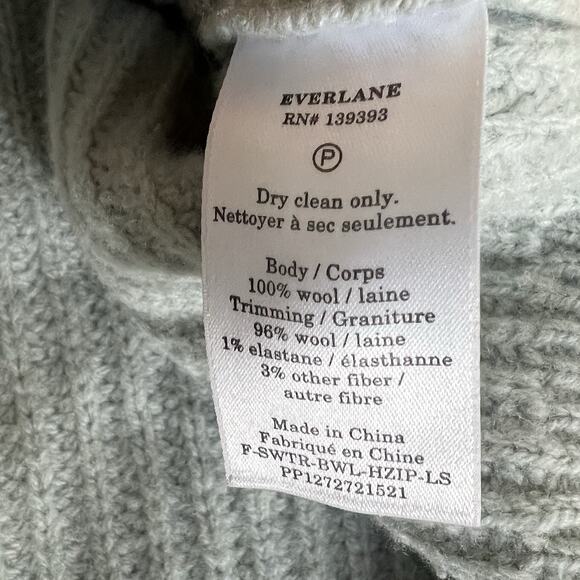 EVERLANE
RN# 139393
P
Dry clean only.
Nettoyer à sec seulement.
Body / Corps
100% wool / laine
Trimming / Graniture
96% wool / laine
1% elastane / élasthanne
3% other fiber /
autre fibre
Made in China
Fabriqué en Chine
F-SWTR-BWL-HZIP-LS
PP1272721521